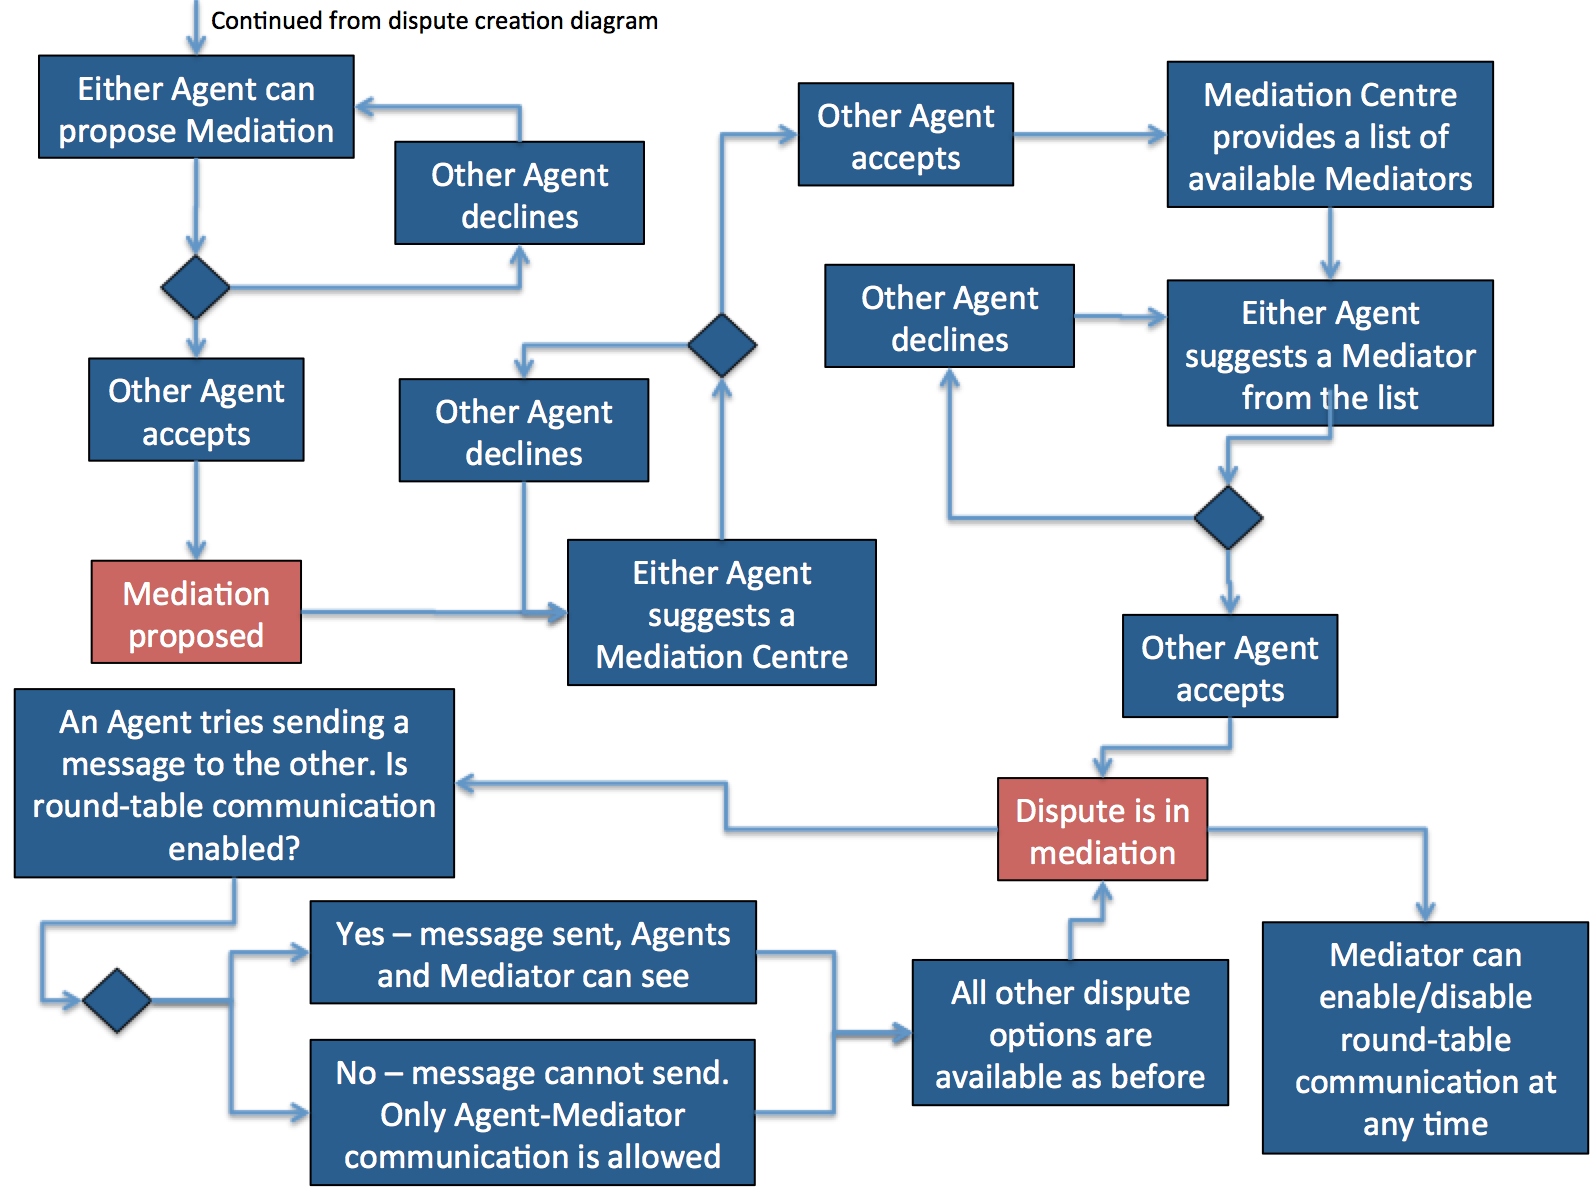 Continued from dispute creation diagram
Either Agent can
propose Mediation
Other Agent
declines
Other Agent
accepts
Mediation
proposed
Other Agent
declines
Either Agent
suggests a
Mediation Centre
Other Agent
accepts
Mediation Centre
provides a list of
available Mediators
Other Agent
declines
Either Agent
suggests a Mediator
from the list
Other Agent
accepts
Dispute is in
mediation
An Agent tries sending a
message to the other. Is
round-table communication
enabled?
Yes – message sent, Agents
and Mediator can see
No – message cannot send.
Only Agent-Mediator
communication is allowed
All other dispute
options are
available as before
Mediator can
enable/disable
round-table
communication at
any time